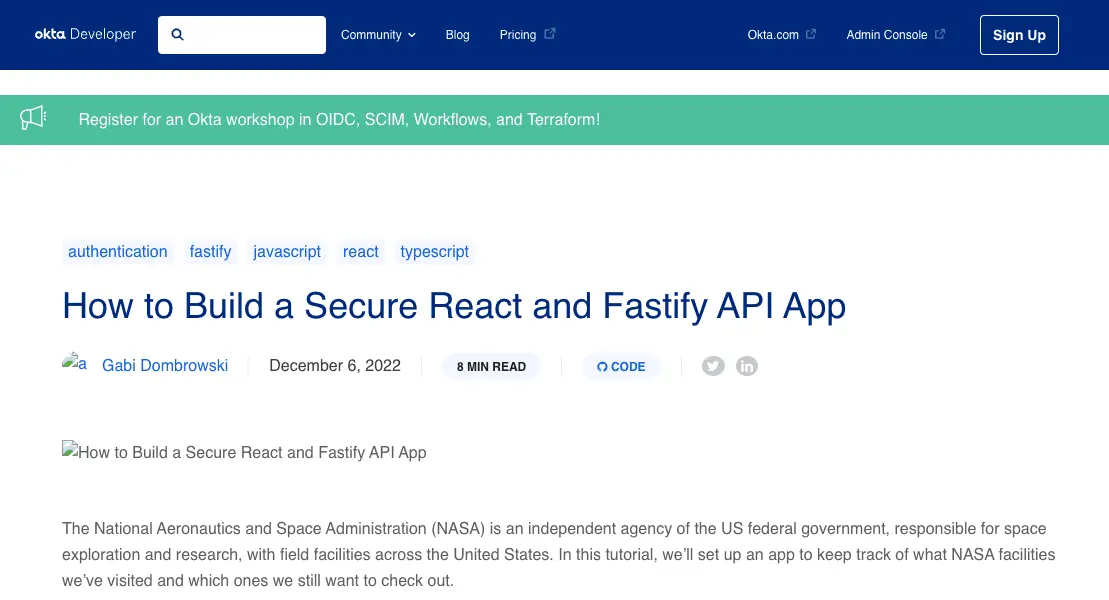 okta Developer Community Blog Pricing Okta.com Admin Console Sign Up
Register for an Okta workshop in OIDC, SCIM, Workflows, and Terraform!
authentication fastify javascript react typescript
How to Build a Secure React and Fastify API App
a Gabi Dombrowski December 6, 2022 8 MIN READ CODE
How to Build a Secure React and Fastify API App
The National Aeronautics and Space Administration (NASA) is an independent agency of the US federal government, responsible for space
exploration and research, with field facilities across the United States. In this tutorial, we’ll set up an app to keep track of what NASA facilities
we’ve visited and which ones we still want to check out.